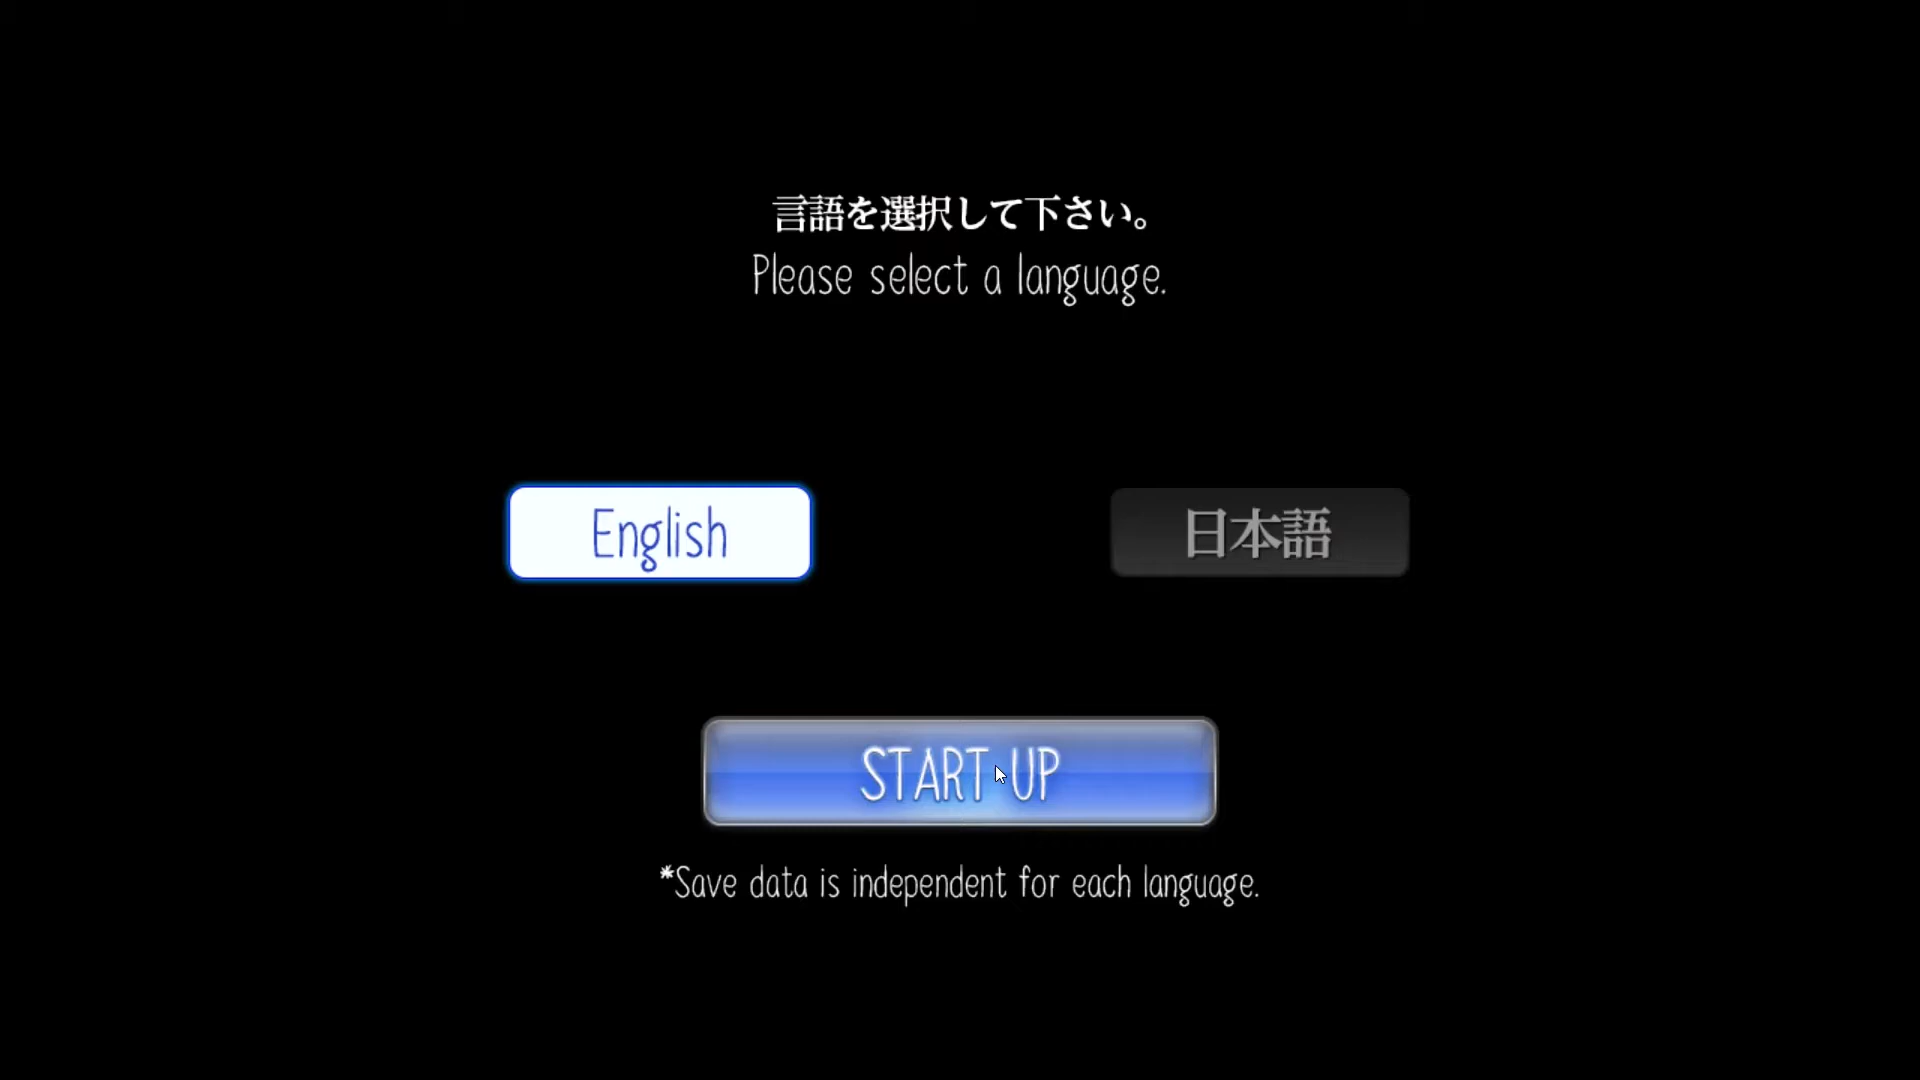 言語を選択して下さい。
Please select a language.
English
日本語
START UP
*Save data is independent for each language.